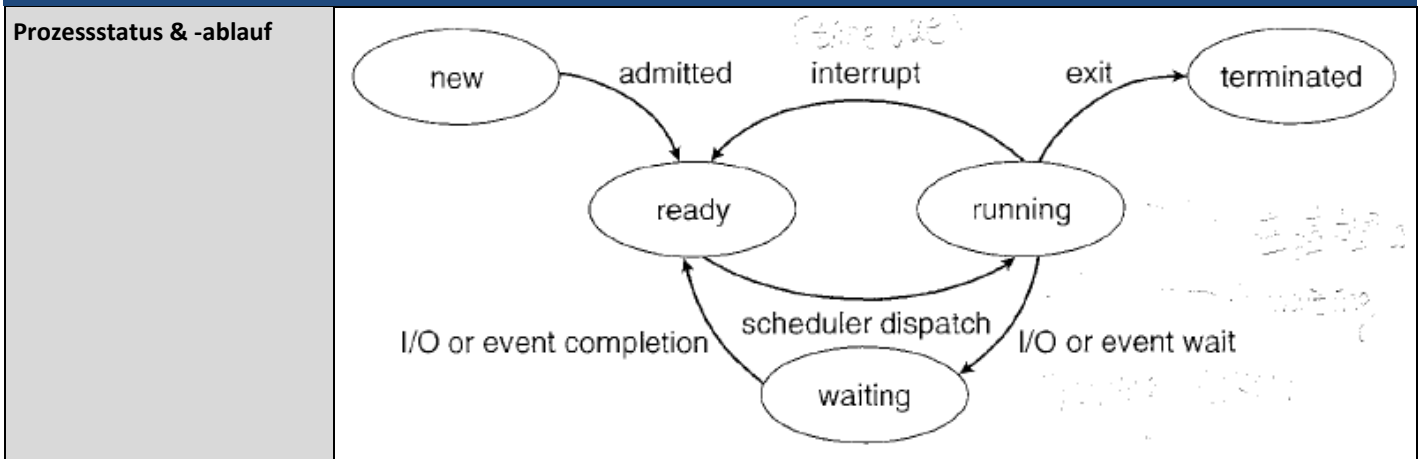 Prozessstatus & -ablauf
new
admitted
interrupt
exit
terminated
ready
running
I/O or event completion
scheduler dispatch
I/O or event wait
waiting